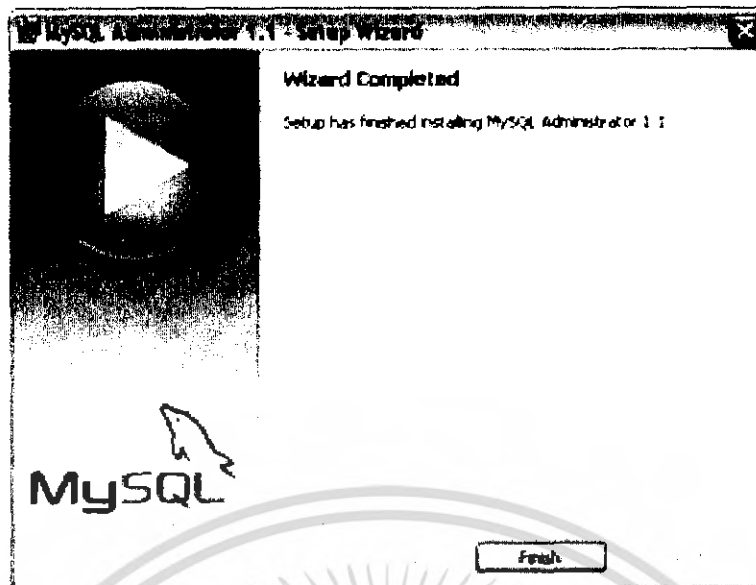 MySQL Administrator 1.1 - Setup Wizard
Wizard Completed
Setup has finished installing MySQL Administrator 1.1
MySQL
Finish